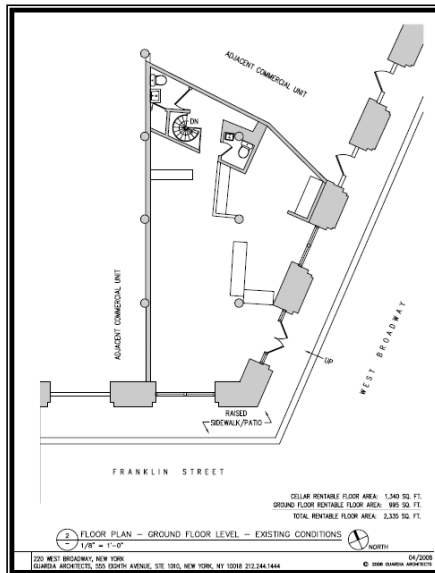 ADJACENT COMMERCIAL UNIT
DN
ADJACENT COMMERCIAL UNIT
WEST BROADWAY
UP
RAISED
SIDEWALK/PATIO
FRANKLIN STREET
CELLAR RENTABLE FLOOR AREA: 1,340 SQ. FT.
GROUND FLOOR RENTABLE FLOOR AREA: 995 SQ. FT.
TOTAL RENTABLE FLOOR AREA: 2,335 SQ. FT.
2 FLOOR PLAN - GROUND FLOOR LEVEL - EXISTING CONDITIONS
- 1/8" = 1'-0"
NORTH
220 WEST BROADWAY, NEW YORK
04/2008
GUARDIA ARCHITECTS, 555 EIGHTH AVENUE, STE 1010, NEW YORK, NY 10018 212.244.1444
© 2008 GUARDIA ARCHITECTS